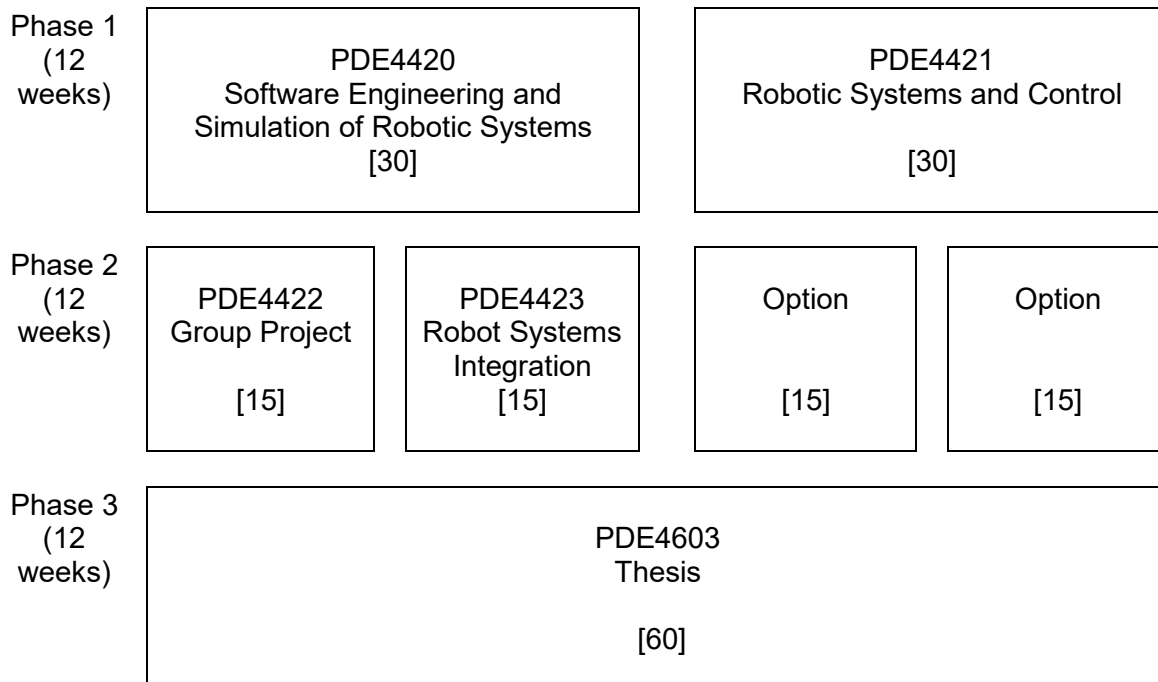 Phase 1
(12
weeks)
PDE4420
Software Engineering and
Simulation of Robotic Systems
[30]
PDE4421
Robotic Systems and Control
[30]
Phase 2
(12
weeks)
PDE4422
Group Project
[15]
PDE4423
Robot Systems
Integration
[15]
Option
[15]
Option
[15]
Phase 3
(12
weeks)
PDE4603
Thesis
[60]